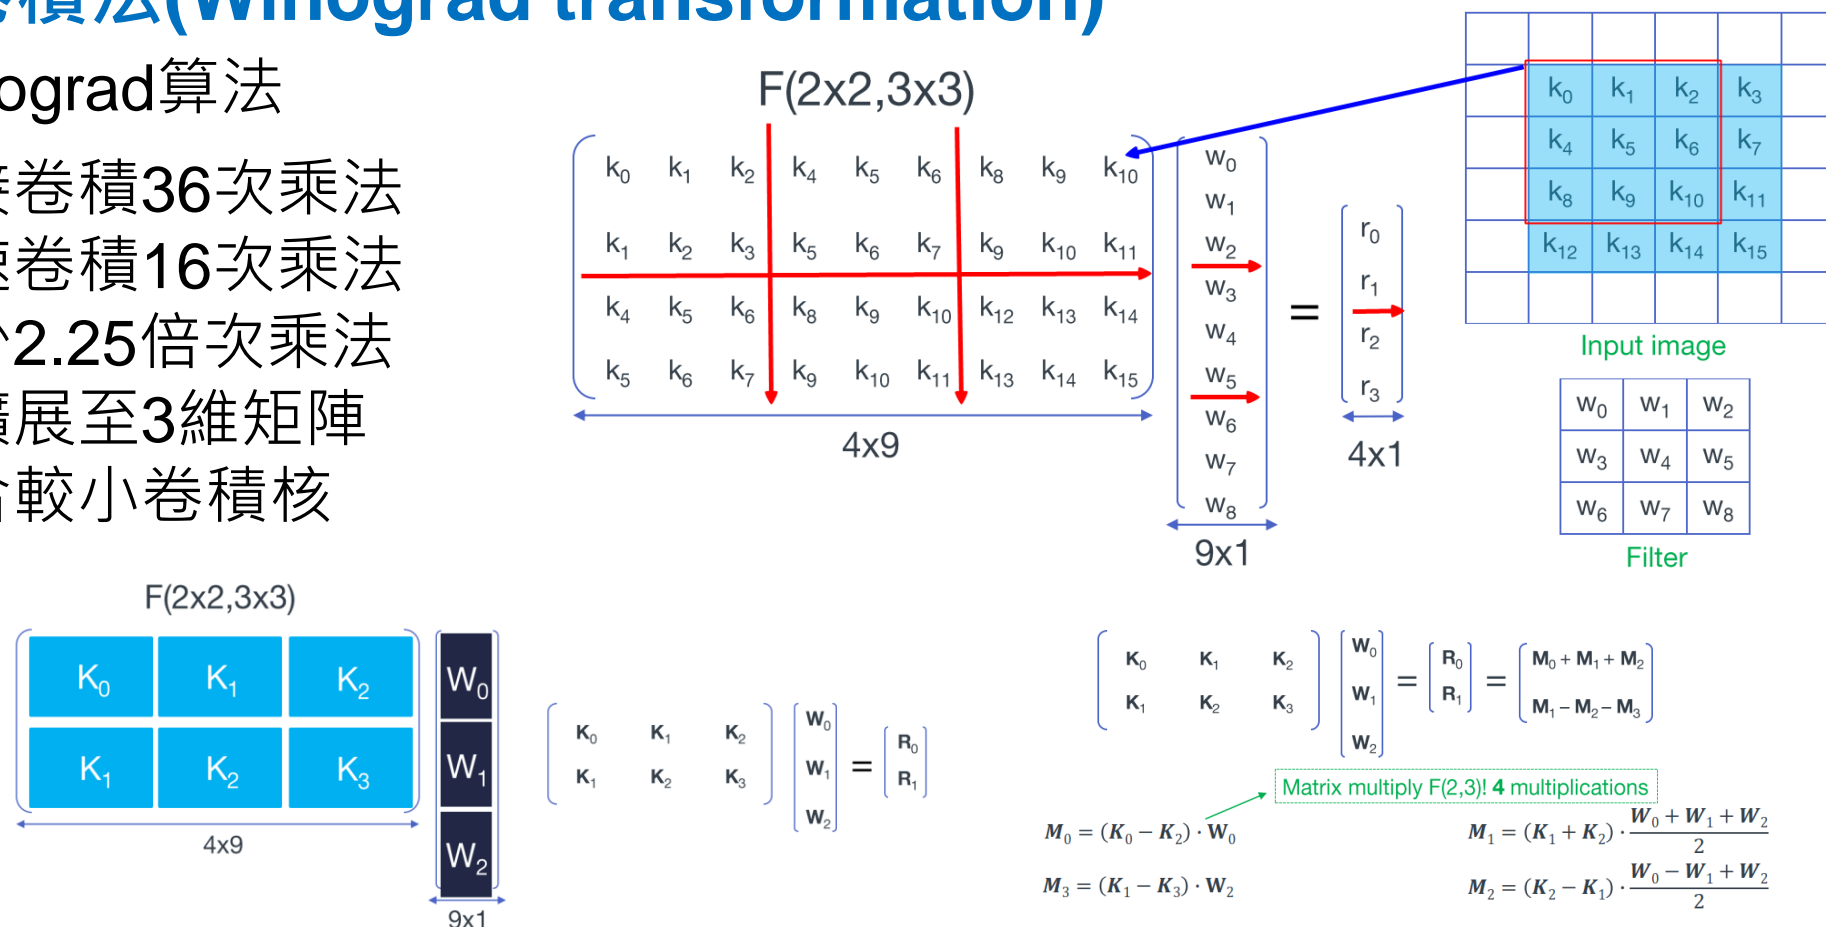 卷積法(Winograd transformation)
ograd算法
卷積36次乘法
卷積16次乘法
2.25倍次乘法
展至3維矩陣
較小卷積核
F(2x2,3x3)
k₀ k₁ k₂ k₄ k₅ k₆ k₈ k₉ k₁₀
k₁ k₂ k₃ k₅ k₆ k₇ k₉ k₁₀ k₁₁
k₄ k₅ k₆ k₈ k₉ k₁₀ k₁₂ k₁₃ k₁₄
k₅ k₆ k₇ k₉ k₁₀ k₁₁ k₁₃ k₁₄ k₁₅
4x9
w₀
w₁
w₂
w₃
w₄
w₅
w₆
w₇
w₈
9x1
=
r₀
r₁
r₂
r₃
4x1
k₀ k₁ k₂ k₃
k₄ k₅ k₆ k₇
k₈ k₉ k₁₀ k₁₁
k₁₂ k₁₃ k₁₄ k₁₅
Input image
w₀ w₁ w₂
w₃ w₄ w₅
w₆ w₇ w₈
Filter
F(2x2,3x3)
K₀ K₁ K₂
K₁ K₂ K₃
4x9
W₀
W₁
W₂
9x1
K₀ K₁ K₂
K₁ K₂ K₃
W₀
W₁
W₂
=
R₀
R₁
K₀ K₁ K₂
K₁ K₂ K₃
W₀
W₁
W₂
=
R₀
R₁
=
M₀ + M₁ + M₂
M₁ – M₂ – M₃
Matrix multiply F(2,3)! 4 multiplications
M₀ = (K₀ − K₂) · W₀
M₁ = (K₁ + K₂) · (W₀ + W₁ + W₂)/2
M₃ = (K₁ − K₃) · W₂
M₂ = (K₂ − K₁) · (W₀ − W₁ + W₂)/2